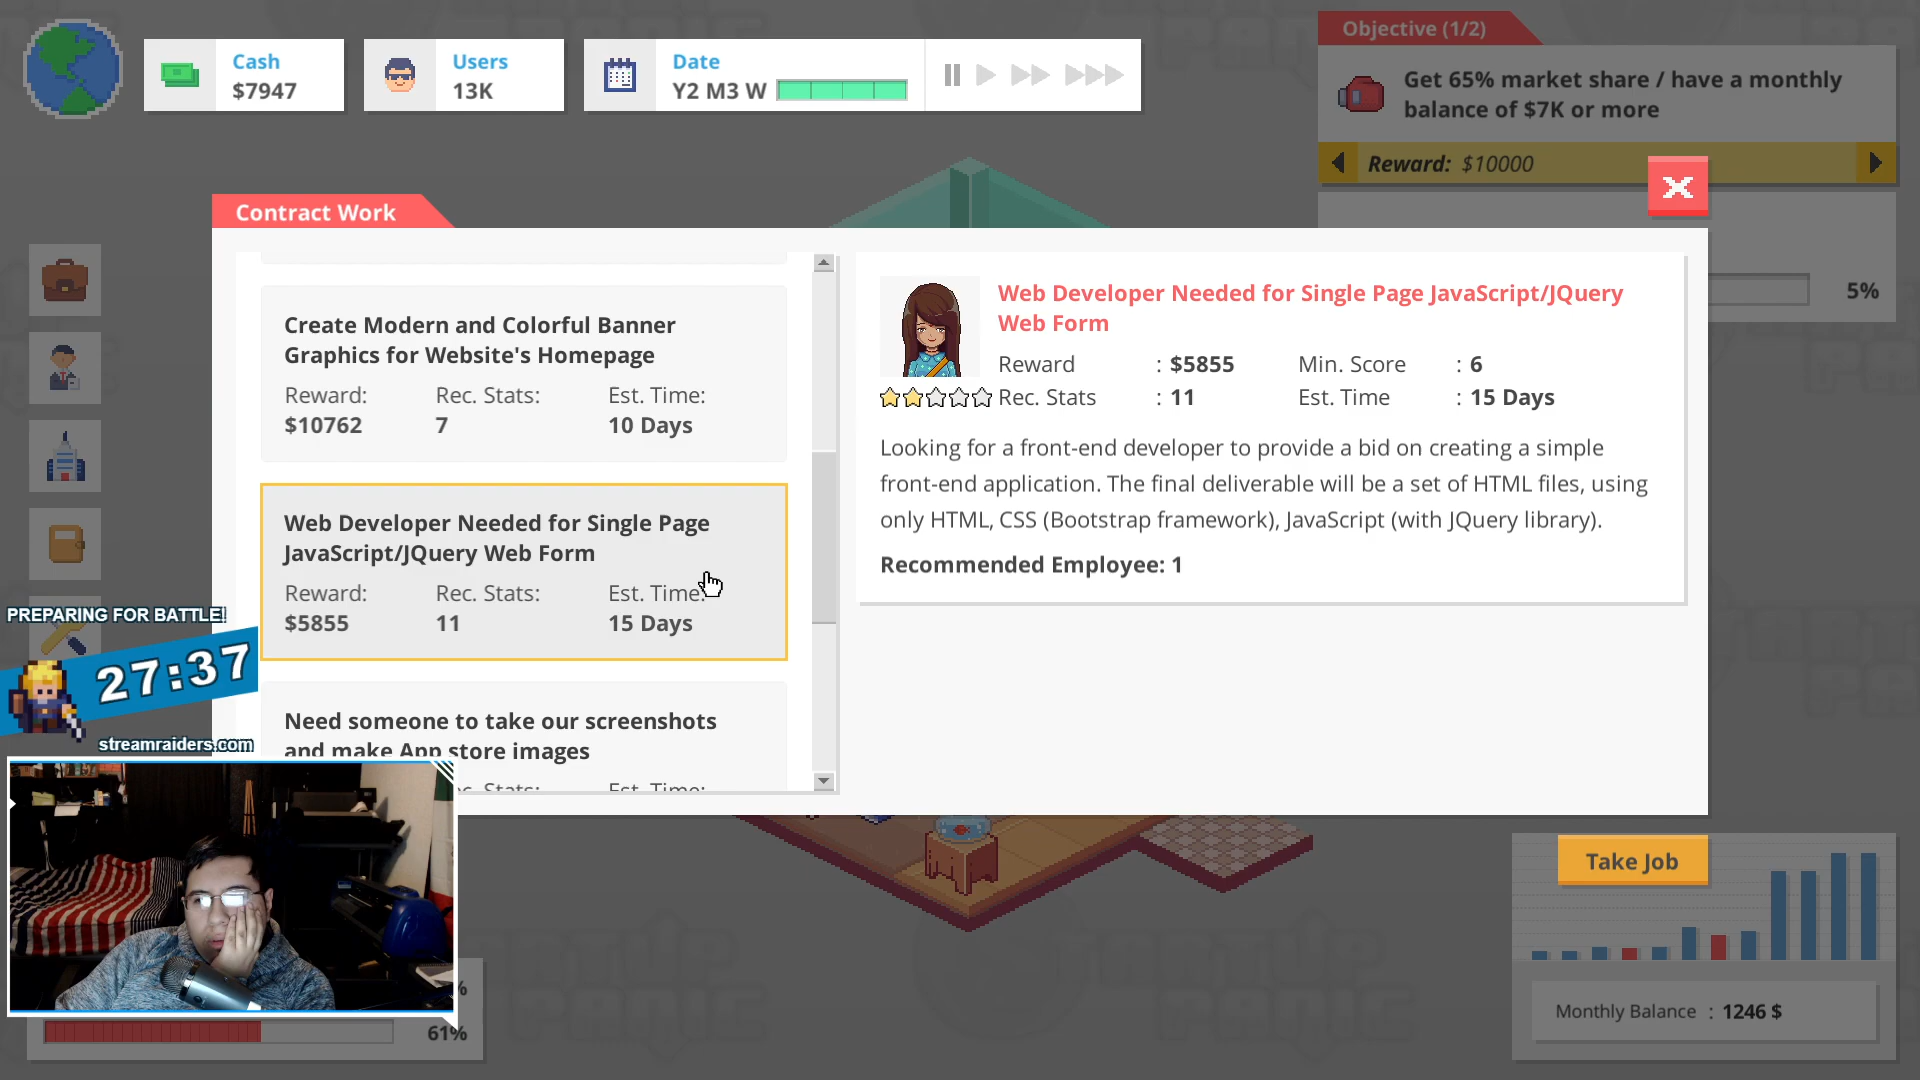 Cash
$7947
Users
13K
Date
Y2 M3 W
Objective (1/2)
Get 65% market share / have a monthly
balance of $7K or more
Reward: $10000
5%
Contract Work
Create Modern and Colorful Banner
Graphics for Website's Homepage
Reward: Rec. Stats: Est. Time:
$10762 7 10 Days
Web Developer Needed for Single Page
JavaScript/JQuery Web Form
Reward: Rec. Stats: Est. Time:
$5855 11 15 Days
Need someone to take our screenshots
and make App store images
c. Stats: Est. Time:
Web Developer Needed for Single Page JavaScript/JQuery
Web Form
Reward : $5855 Min. Score : 6
Rec. Stats : 11 Est. Time : 15 Days
Looking for a front-end developer to provide a bid on creating a simple
front-end application. The final deliverable will be a set of HTML files, using
only HTML, CSS (Bootstrap framework), JavaScript (with JQuery library).
Recommended Employee: 1
PREPARING FOR BATTLE!
27:37
streamraiders.com
%
61%
Take Job
Monthly Balance : 1246 $